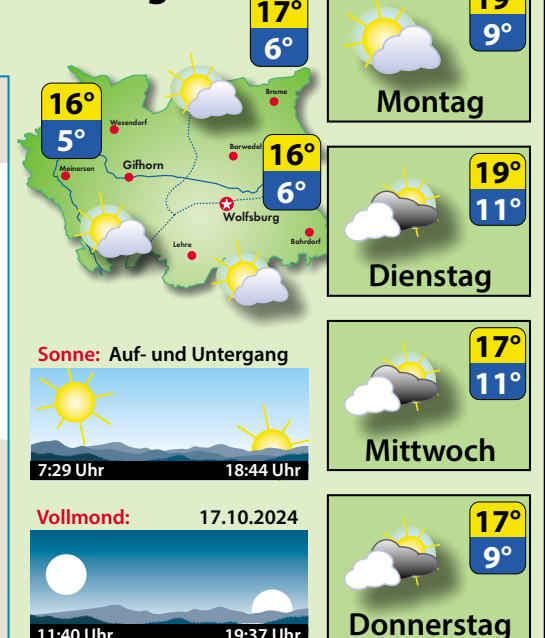 17°
6°
16°
5°
Wesendorf
Brome
Meinersen
Gifhorn
Barwedel
16°
6°
Wolfsburg
Lehre
Bahrdorf
Sonne: Auf- und Untergang
7:29 Uhr 18:44 Uhr
Vollmond: 17.10.2024
11:40 Uhr 19:37 Uhr
19°
9°
Montag
19°
11°
Dienstag
17°
11°
Mittwoch
17°
9°
Donnerstag